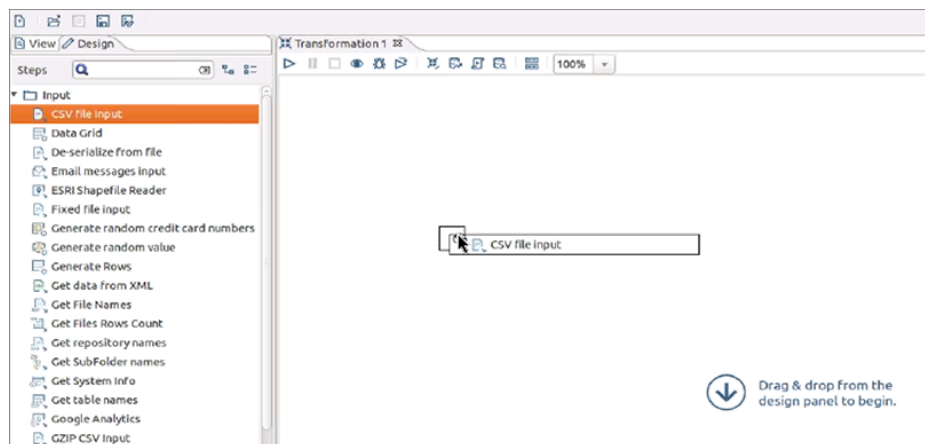 View
Design
Transformation 1
Steps
100%
Input
CSV file input
Data Grid
De-serialize from file
Email messages input
ESRI Shapefile Reader
Fixed file input
Generate random credit card numbers
Generate random value
Generate Rows
Get data from XML
Get File Names
Get Files Rows Count
Get repository names
Get SubFolder names
Get System Info
Get table names
Google Analytics
GZIP CSV Input
CSV file input
Drag & drop from the
design panel to begin.